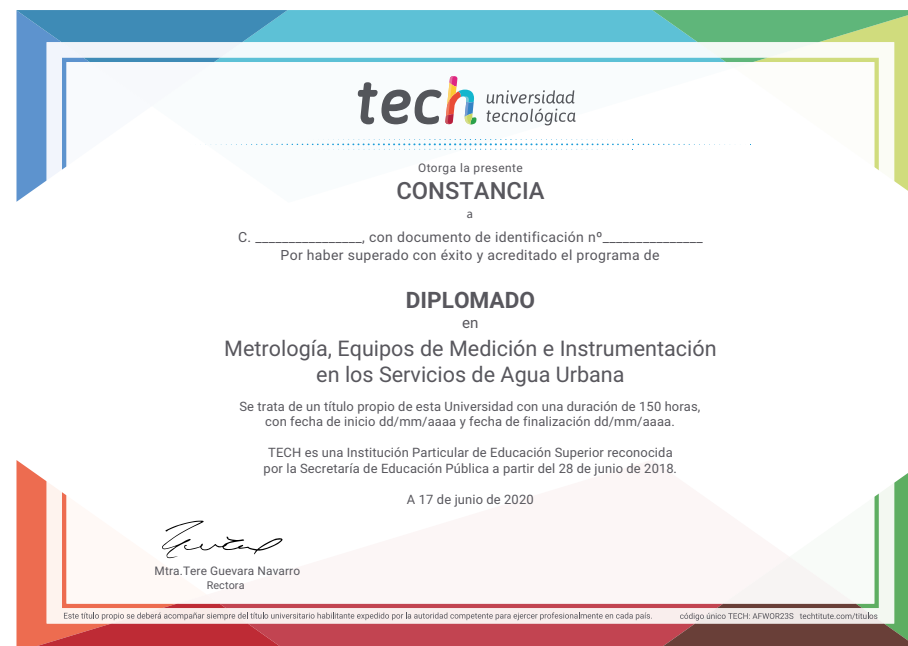 tech universidad
tecnológica
Otorga la presente
CONSTANCIA
a
C. ________________, con documento de identificación nº_______________
Por haber superado con éxito y acreditado el programa de
DIPLOMADO
en
Metrología, Equipos de Medición e Instrumentación
en los Servicios de Agua Urbana
Se trata de un título propio de esta Universidad con una duración de 150 horas,
con fecha de inicio dd/mm/aaaa y fecha de finalización dd/mm/aaaa.
TECH es una Institución Particular de Educación Superior reconocida
por la Secretaría de Educación Pública a partir del 28 de junio de 2018.
A 17 de junio de 2020
Mtra.Tere Guevara Navarro
Rectora
Este título propio se deberá acompañar siempre del título universitario habilitante expedido por la autoridad competente para ejercer profesionalmente en cada país. código único TECH: AFWOR23S techtitute.com/titulos